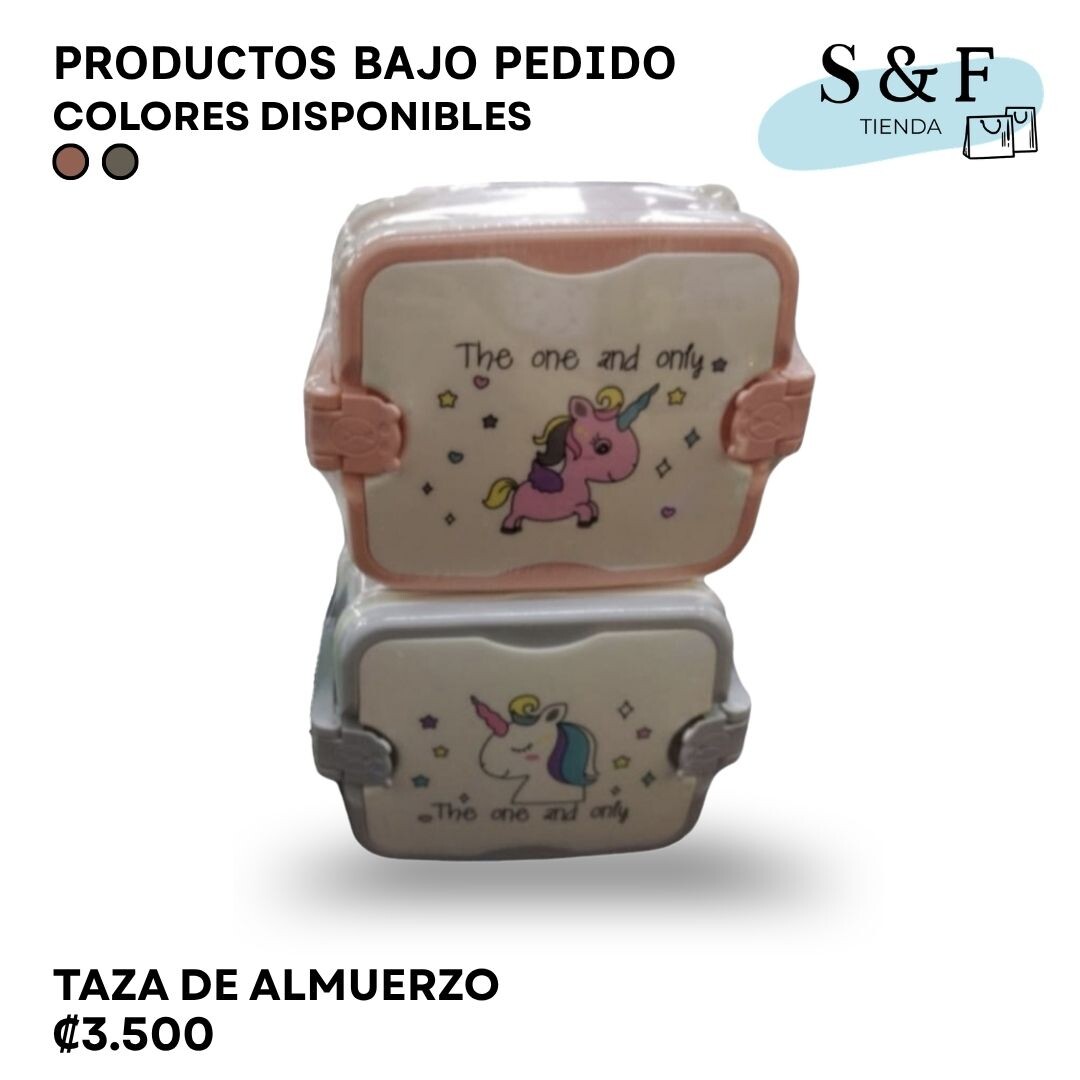 PRODUCTOS BAJO PEDIDO
COLORES DISPONIBLES
S & F
TIENDA
The one and only
The one and only
TAZA DE ALMUERZO
₡3.500